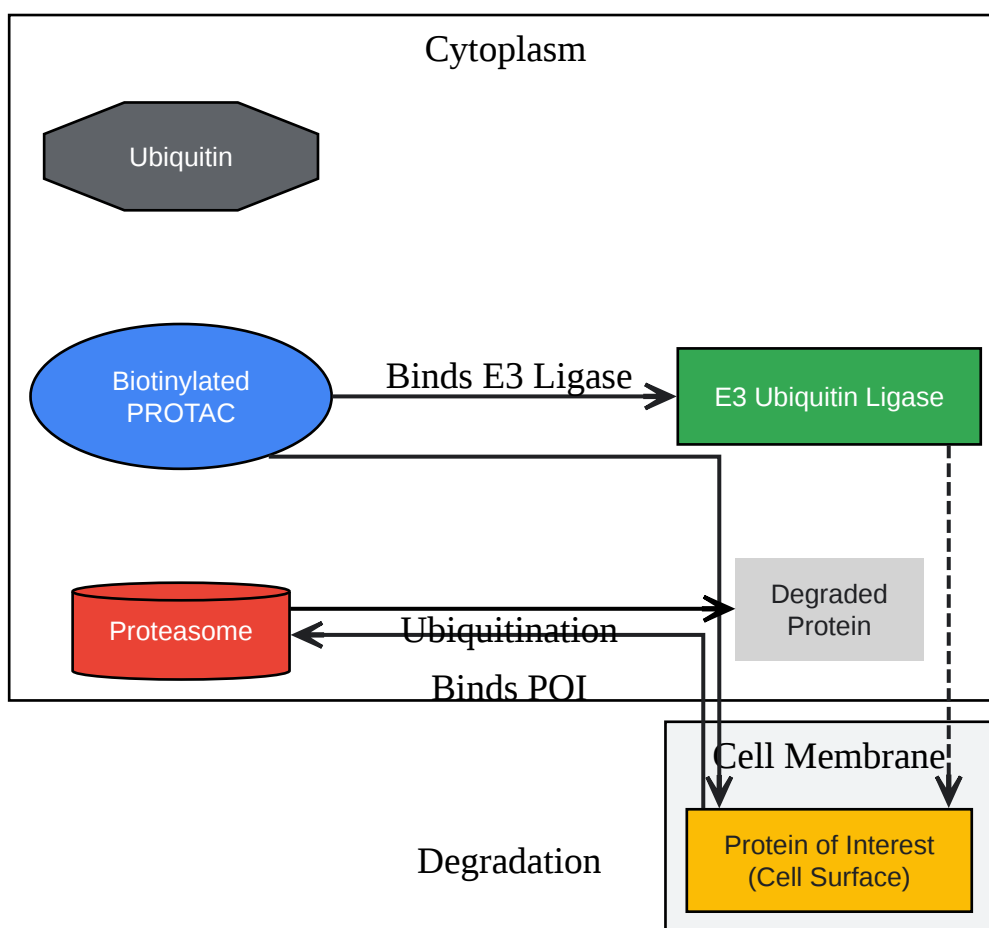 Cytoplasm
Ubiquitin
Biotinylated
PROTAC
Binds E3 Ligase
E3 Ubiquitin Ligase
Proteasome
Ubiquitination
Degraded
Protein
Binds POI
Cell Membrane
Degradation
Protein of Interest
(Cell Surface)